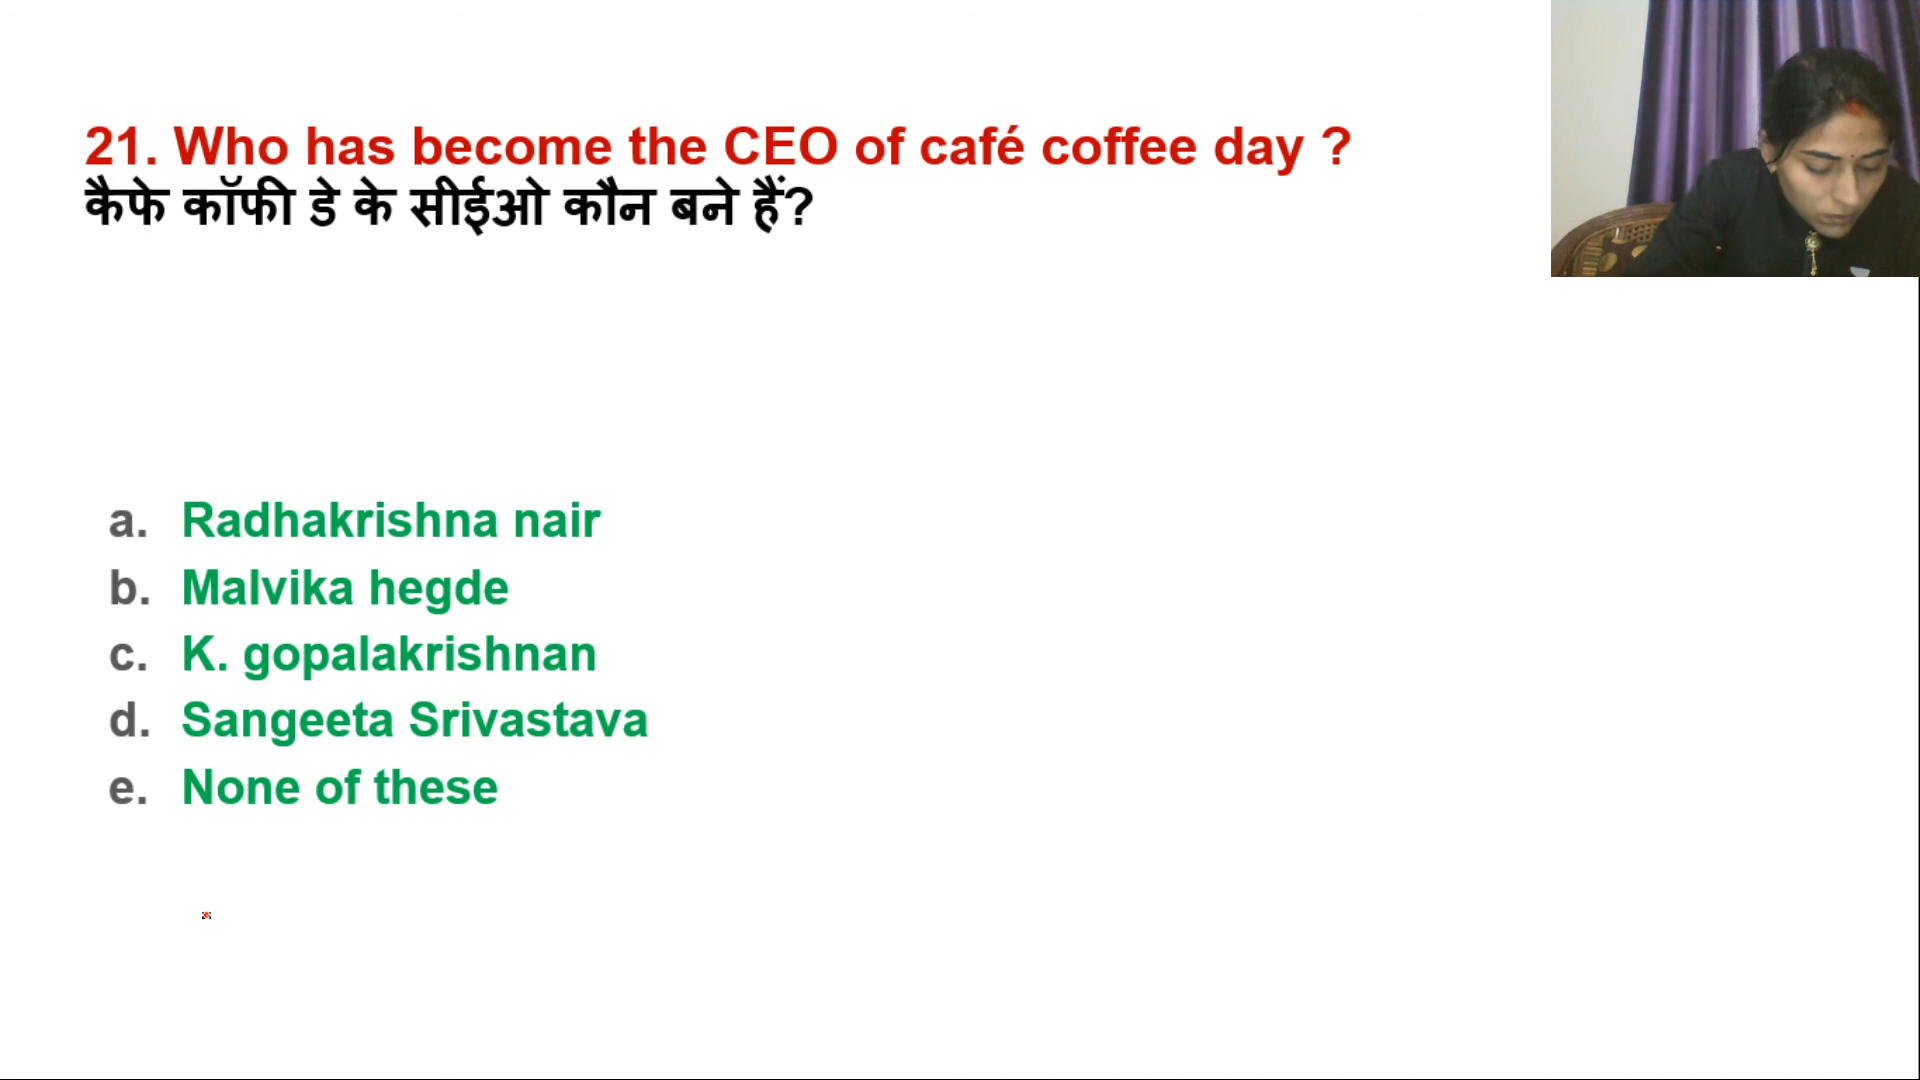 21. Who has become the CEO of café coffee day ?
कैफे कॉफी डे के सीईओ कौन बने हैं?
a. Radhakrishna nair
b. Malvika hegde
c. K. gopalakrishnan
d. Sangeeta Srivastava
e. None of these